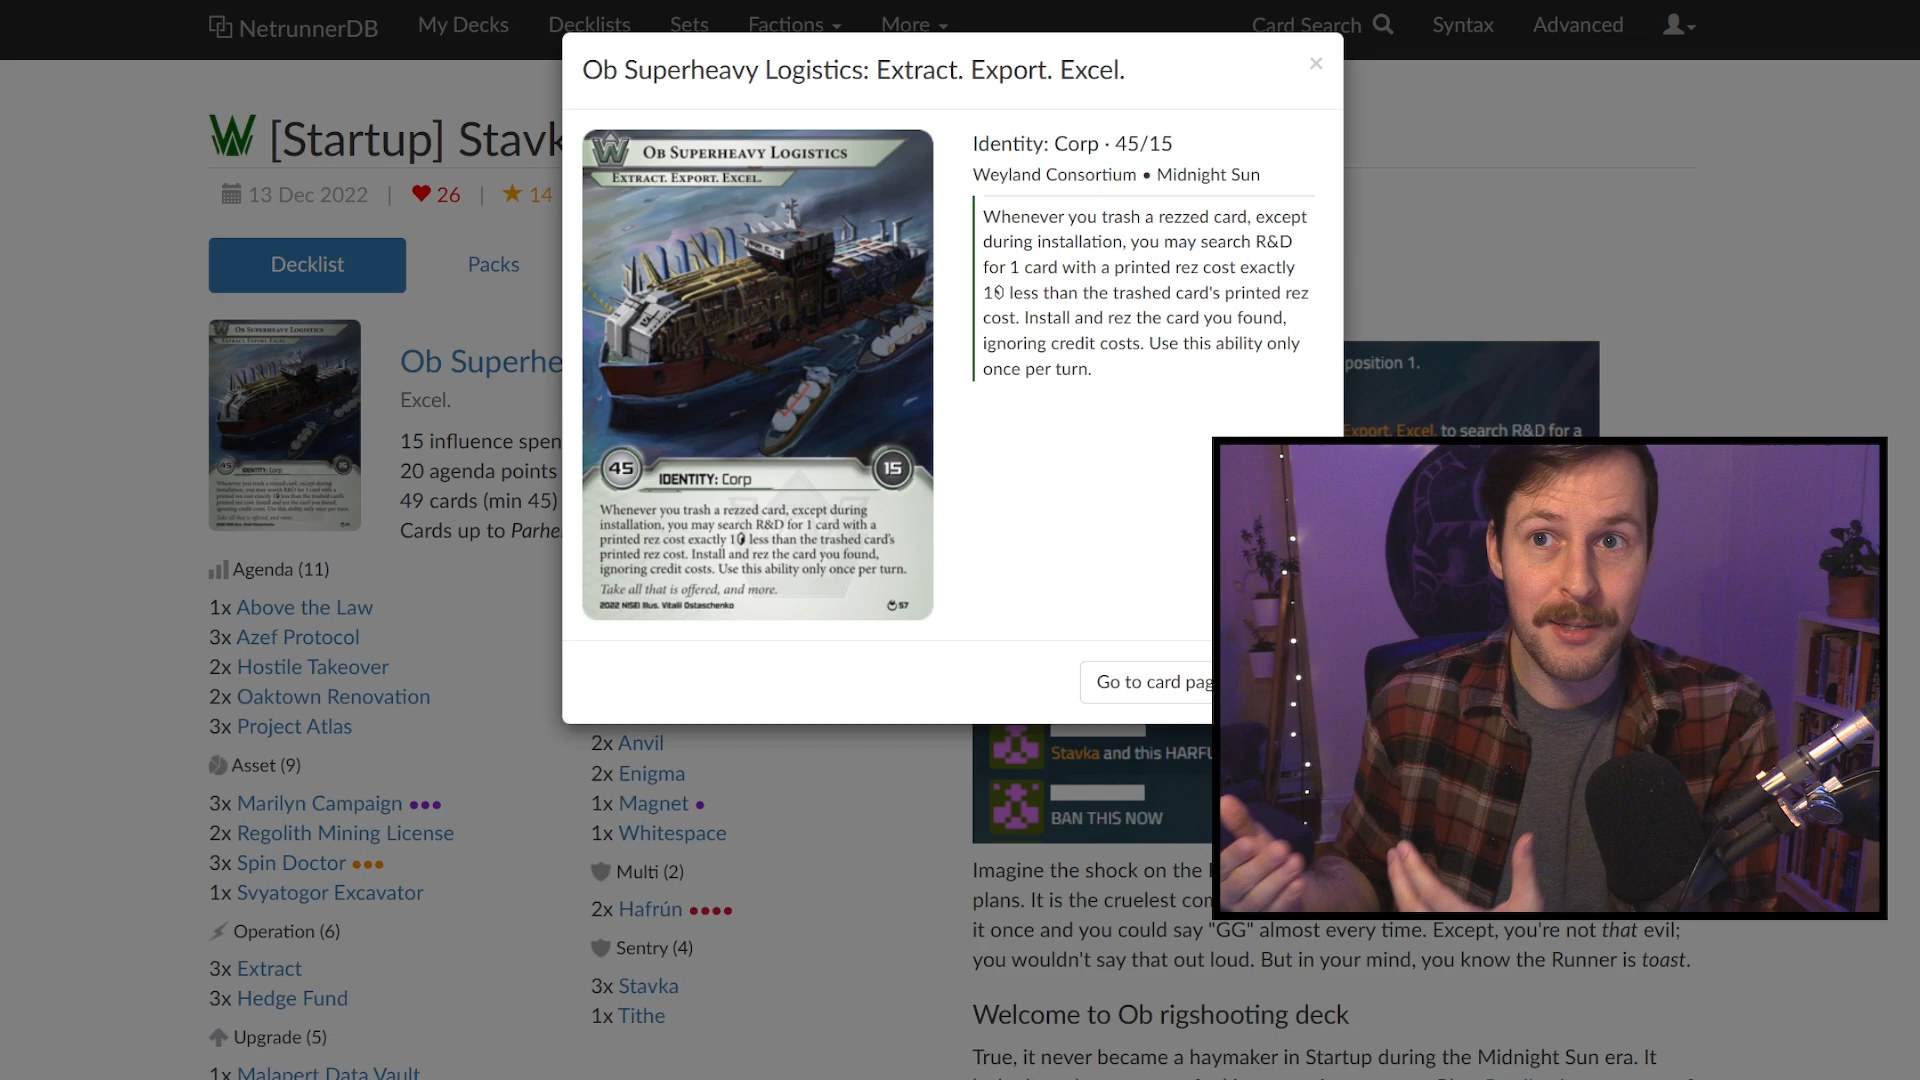 NetrunnerDB My Decks Decklists Sets Factions More Card Search Syntax Advanced
Ob Superheavy Logistics: Extract. Export. Excel. ×
[Startup] Stavk
13 Dec 2022 | 26 | 14
Decklist Packs
OB SUPERHEAVY LOGISTICS
EXTRACT. EXPORT. EXCEL.
45
IDENTITY: Corp
15
Whenever you trash a rezzed card, except during
installation, you may search R&D for 1 card with a
printed rez cost exactly 1 less than the trashed card's
printed rez cost. Install and rez the card you found,
ignoring credit costs. Use this ability only once per turn.
Take all that is offered, and more.
2022 NISEI Illus. Vitalii Ostaschenko 57
Identity: Corp · 45/15
Weyland Consortium • Midnight Sun
Whenever you trash a rezzed card, except
during installation, you may search R&D
for 1 card with a printed rez cost exactly
1 less than the trashed card's printed rez
cost. Install and rez the card you found,
ignoring credit costs. Use this ability only
once per turn.
Go to card pag
Ob Superhe
Excel.
15 influence spen
20 agenda points
49 cards (min 45)
Cards up to Parhe
Agenda (11)
1x Above the Law
3x Azef Protocol
2x Hostile Takeover
2x Oaktown Renovation
3x Project Atlas
Asset (9)
3x Marilyn Campaign •••
2x Regolith Mining License
3x Spin Doctor •••
1x Svyatogor Excavator
Operation (6)
3x Extract
3x Hedge Fund
Upgrade (5)
1x Malapert Data Vault
2x Anvil
2x Enigma
1x Magnet •
1x Whitespace
Multi (2)
2x Hafrún ••••
Sentry (4)
3x Stavka
1x Tithe
position 1.
Export. Excel. to search R&D for a
Stavka and this HARFU
BAN THIS NOW
Imagine the shock on the
plans. It is the cruelest con
it once and you could say "GG" almost every time. Except, you're not that evil;
you wouldn't say that out loud. But in your mind, you know the Runner is toast.
Welcome to Ob rigshooting deck
True, it never became a haymaker in Startup during the Midnight Sun era. It